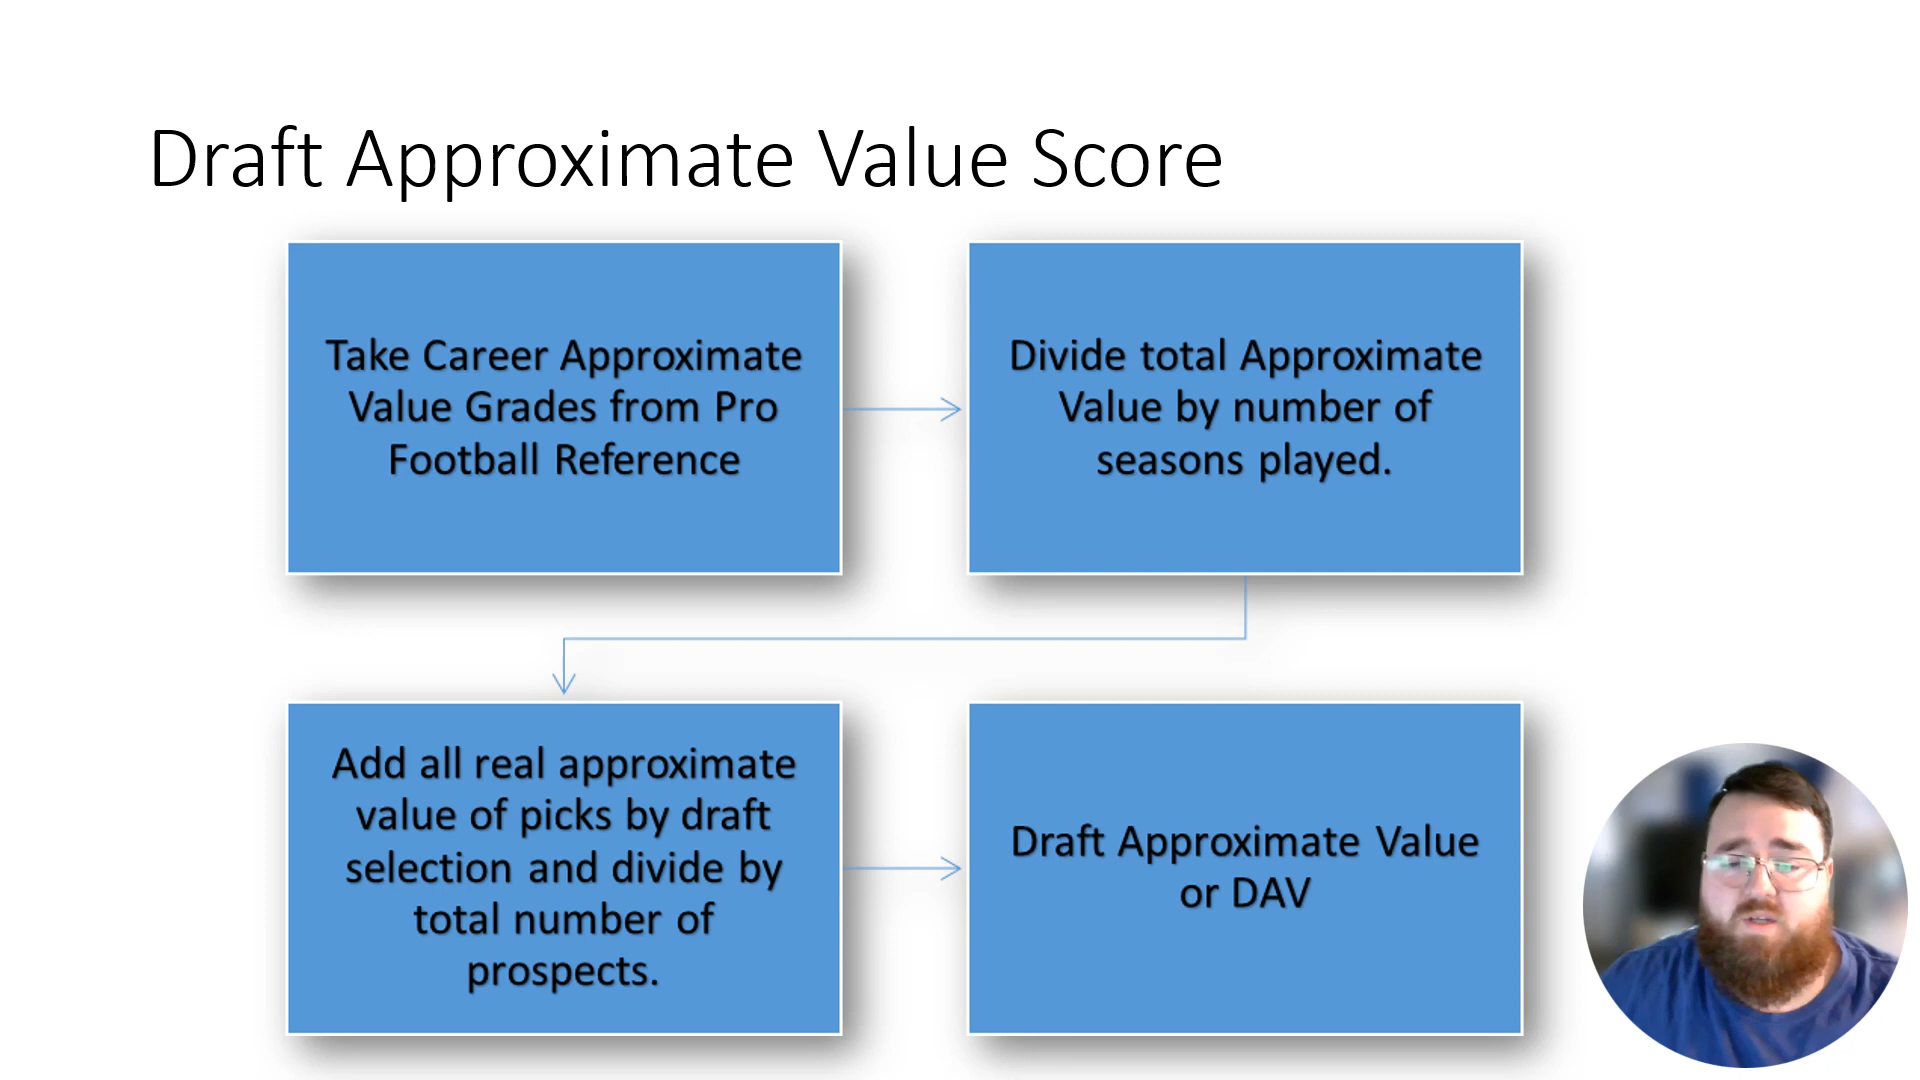 Draft Approximate Value Score
Take Career Approximate
Value Grades from Pro
Football Reference
Divide total Approximate
Value by number of
seasons played.
Add all real approximate
value of picks by draft
selection and divide by
total number of
prospects.
Draft Approximate Value
or DAV